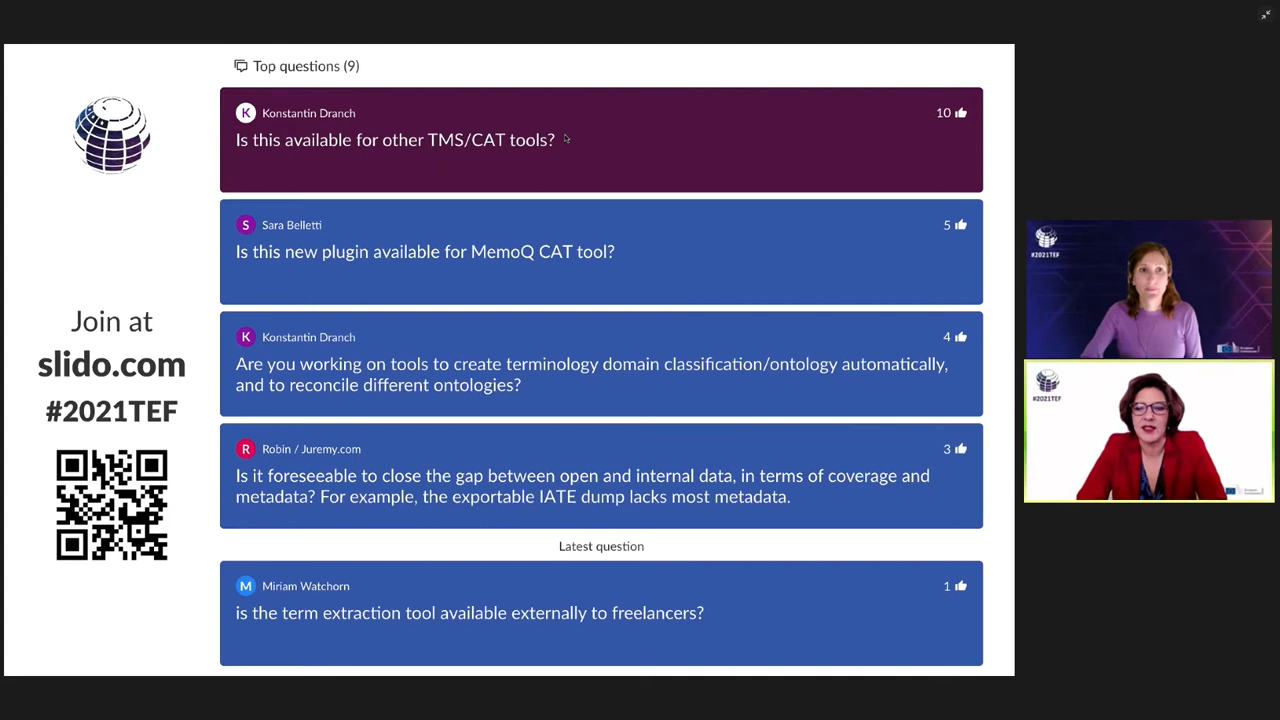 Top questions (9)
K Konstantin Dranch 10
Is this available for other TMS/CAT tools?
S Sara Belletti 5
Is this new plugin available for MemoQ CAT tool?
K Konstantin Dranch 4
Are you working on tools to create terminology domain classification/ontology automatically,
and to reconcile different ontologies?
R Robin / Juremy.com 3
Is it foreseeable to close the gap between open and internal data, in terms of coverage and
metadata? For example, the exportable IATE dump lacks most metadata.
Latest question
M Miriam Watchorn 1
is the term extraction tool available externally to freelancers?
Join at
slido.com
#2021TEF
#2021TEF
#2021TEF